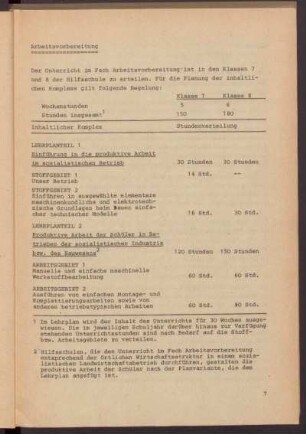 Arbeitsvorbereitung
Der Unterricht im Fach Arbeitsvorbereitung ist in den Klassen 7
und 8 der Hilfsschule zu erteilen. Für die Planung der inhaltli-
chen Komplexe gilt folgende Regelung:
Klasse 7 Klasse 8
Wochenstunden 5 6
Stunden insgesamt¹ 150 180
Inhaltlicher Komplex Stundenverteilung
LEHRPLANTEIL 1
Einführung in die produktive Arbeit
im sozialistischen Betrieb 30 Stunden 30 Stunden
STOFFGEBIET 1
Unser Betrieb 14 Std. --
STOFFGEBIET 2
Einführung in ausgewählte elementare
maschinenbauliche und elektrotech-
nische Grundlagen beim Bauen einfa-
cher technischer Modelle 16 Std. 30 Std.
LEHRPLANTEIL 2
Produktive Arbeit der Schüler in Be-
trieben der sozialistischen Industrie
bzw. des Bauwesens² 120 Stunden 150 Stunden
ARBEITSGEBIET 1
Manuelle und einfache maschinelle
Werkstoffbearbeitung 60 Std. 60 Std.
ARBEITSGEBIET 2
Ausführen von einfachen Montage- und
Komplettierungsarbeiten sowie von
anderen betriebstypischen Arbeiten 60 Std. 90 Std.
1 Im Lehrplan wird der Inhalt des Unterrichts für 30 Wochen ausge-
wiesen. Die im jeweiligen Schuljahr darüber hinaus zur Verfügung
stehenden Unterrichtsstunden sind nach Bedarf auf die Stoff-
bzw. Arbeitsgebiete zu verteilen.
2 Hilfsschulen, die den Unterricht im Fach Arbeitsvorbereitung
entsprechend der örtlichen Wirtschaftsstruktur in einem sozia-
listischen Landwirtschaftsbetrieb durchführen, gestalten die
produktive Arbeit der Schüler nach der Planvariante, die dem
Lehrplan angefügt ist.
7